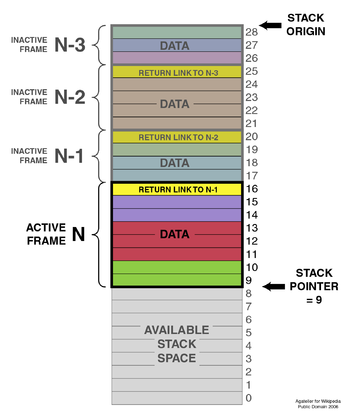 STACK
ORIGIN
INACTIVE
FRAME N-3
DATA
28
27
26
INACTIVE
FRAME N-2
RETURN LINK TO N-3
DATA
25
24
23
22
21
INACTIVE
FRAME N-1
RETURN LINK TO N-2
DATA
20
19
18
17
ACTIVE
FRAME N
RETURN LINK TO N-1
DATA
16
15
14
13
12
11
10
9
STACK
POINTER
= 9
AVAILABLE
STACK
SPACE
8
7
6
5
4
3
2
1
0
Agateller for Wikipedia
Public Domain 2006